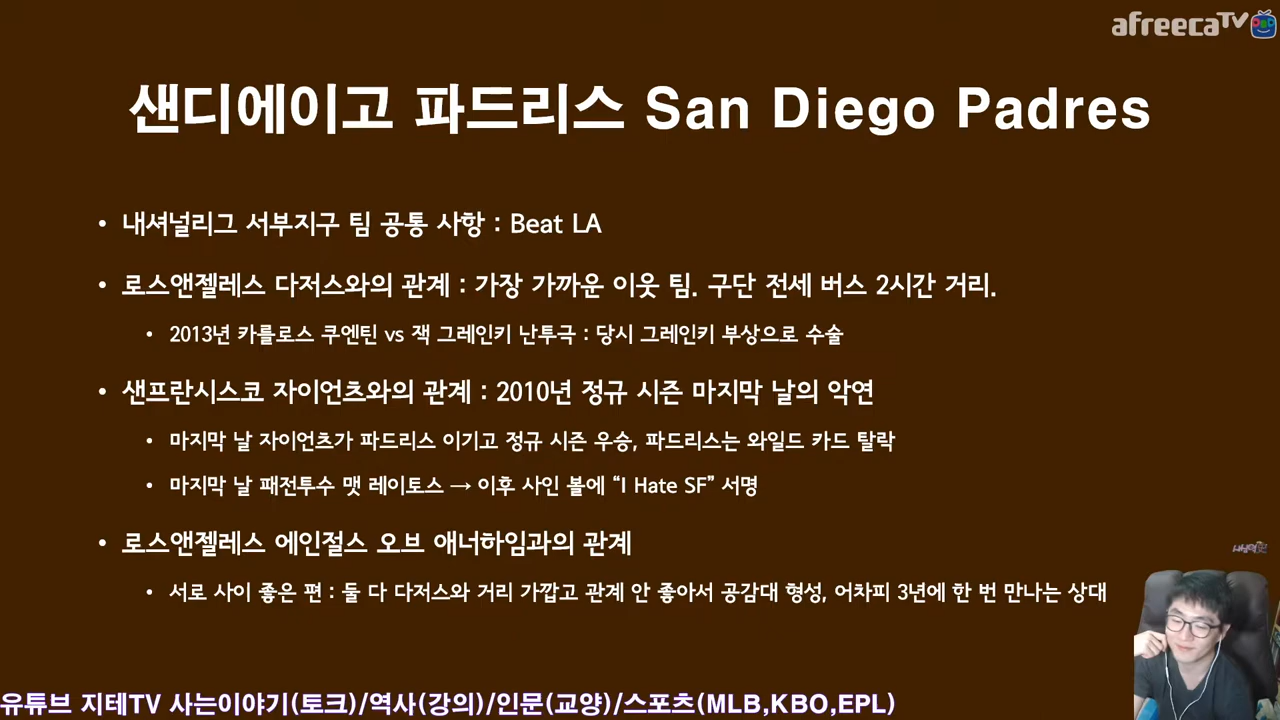 afreecaTV
샌디에이고 파드리스 San Diego Padres
• 내셔널리그 서부지구 팀 공통 사항 : Beat LA
• 로스앤젤레스 다저스와의 관계 : 가장 가까운 이웃 팀. 구단 전세 버스 2시간 거리.
• 2013년 카를로스 쿠엔틴 vs 잭 그레인키 난투극 : 당시 그레인키 부상으로 수술
• 샌프란시스코 자이언츠와의 관계 : 2010년 정규 시즌 마지막 날의 악연
• 마지막 날 자이언츠가 파드리스 이기고 정규 시즌 우승, 파드리스는 와일드 카드 탈락
• 마지막 날 패전투수 맷 레이토스 → 이후 사인 볼에 “I Hate SF” 서명
• 로스앤젤레스 에인절스 오브 애너하임과의 관계
• 서로 사이 좋은 편 : 둘 다 다저스와 거리 가깝고 관계 안 좋아서 공감대 형성, 어차피 3년에 한 번 만나는 상대
유튜브 지테TV 사는이야기(토크)/역사(강의)/인문(교양)/스포츠(MLB,KBO,EPL)